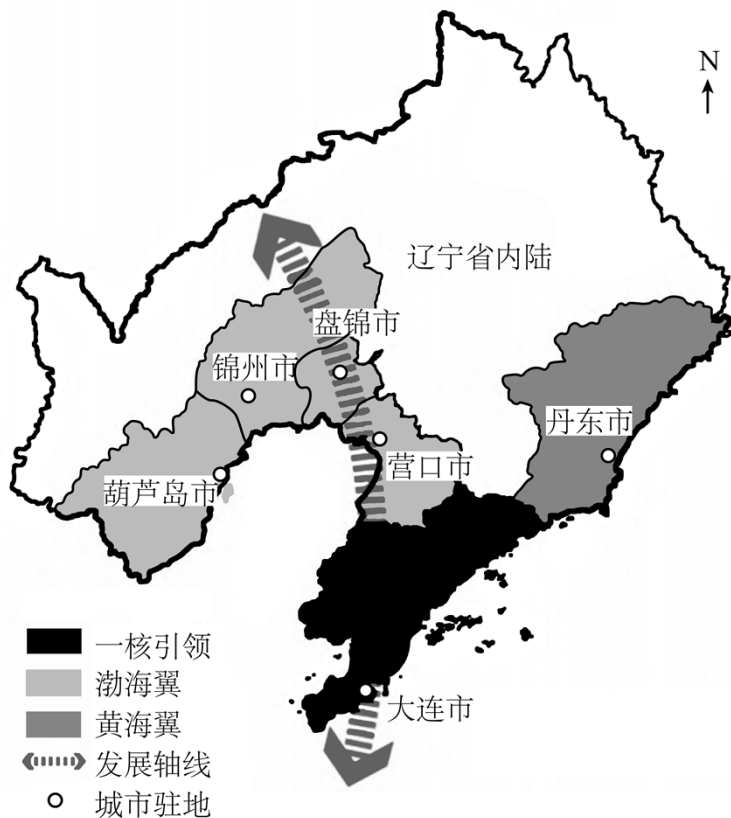 N
辽宁省内陆
盘锦市
锦州市
丹东市
营口市
葫芦岛市
大连市
一核引领
渤海翼
黄海翼
发展轴线
城市驻地